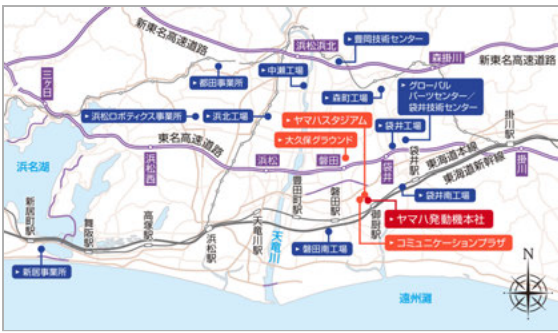 新東名高速道路
浜松浜北
豊岡技術センター
森掛川
新東名高速道路
三ヶ日
都田事業所
中瀬工場
森町工場
グローバル
パーツセンター／
袋井技術センター
浜松ロボティクス事業所
浜北工場
ヤマハスタジアム
大久保グラウンド
袋井工場
掛川駅
東名高速道路
浜松西
浜松
磐田
袋井
袋井駅
東海道本線
東海道新幹線
掛川
浜名湖
豊田町駅
磐田駅
御厨駅
袋井南工場
新居町駅
舞阪駅
高塚駅
浜松駅
天竜川駅
天竜川
ヤマハ発動機本社
コミュニケーションプラザ
磐田南工場
新居事業所
遠州灘
N